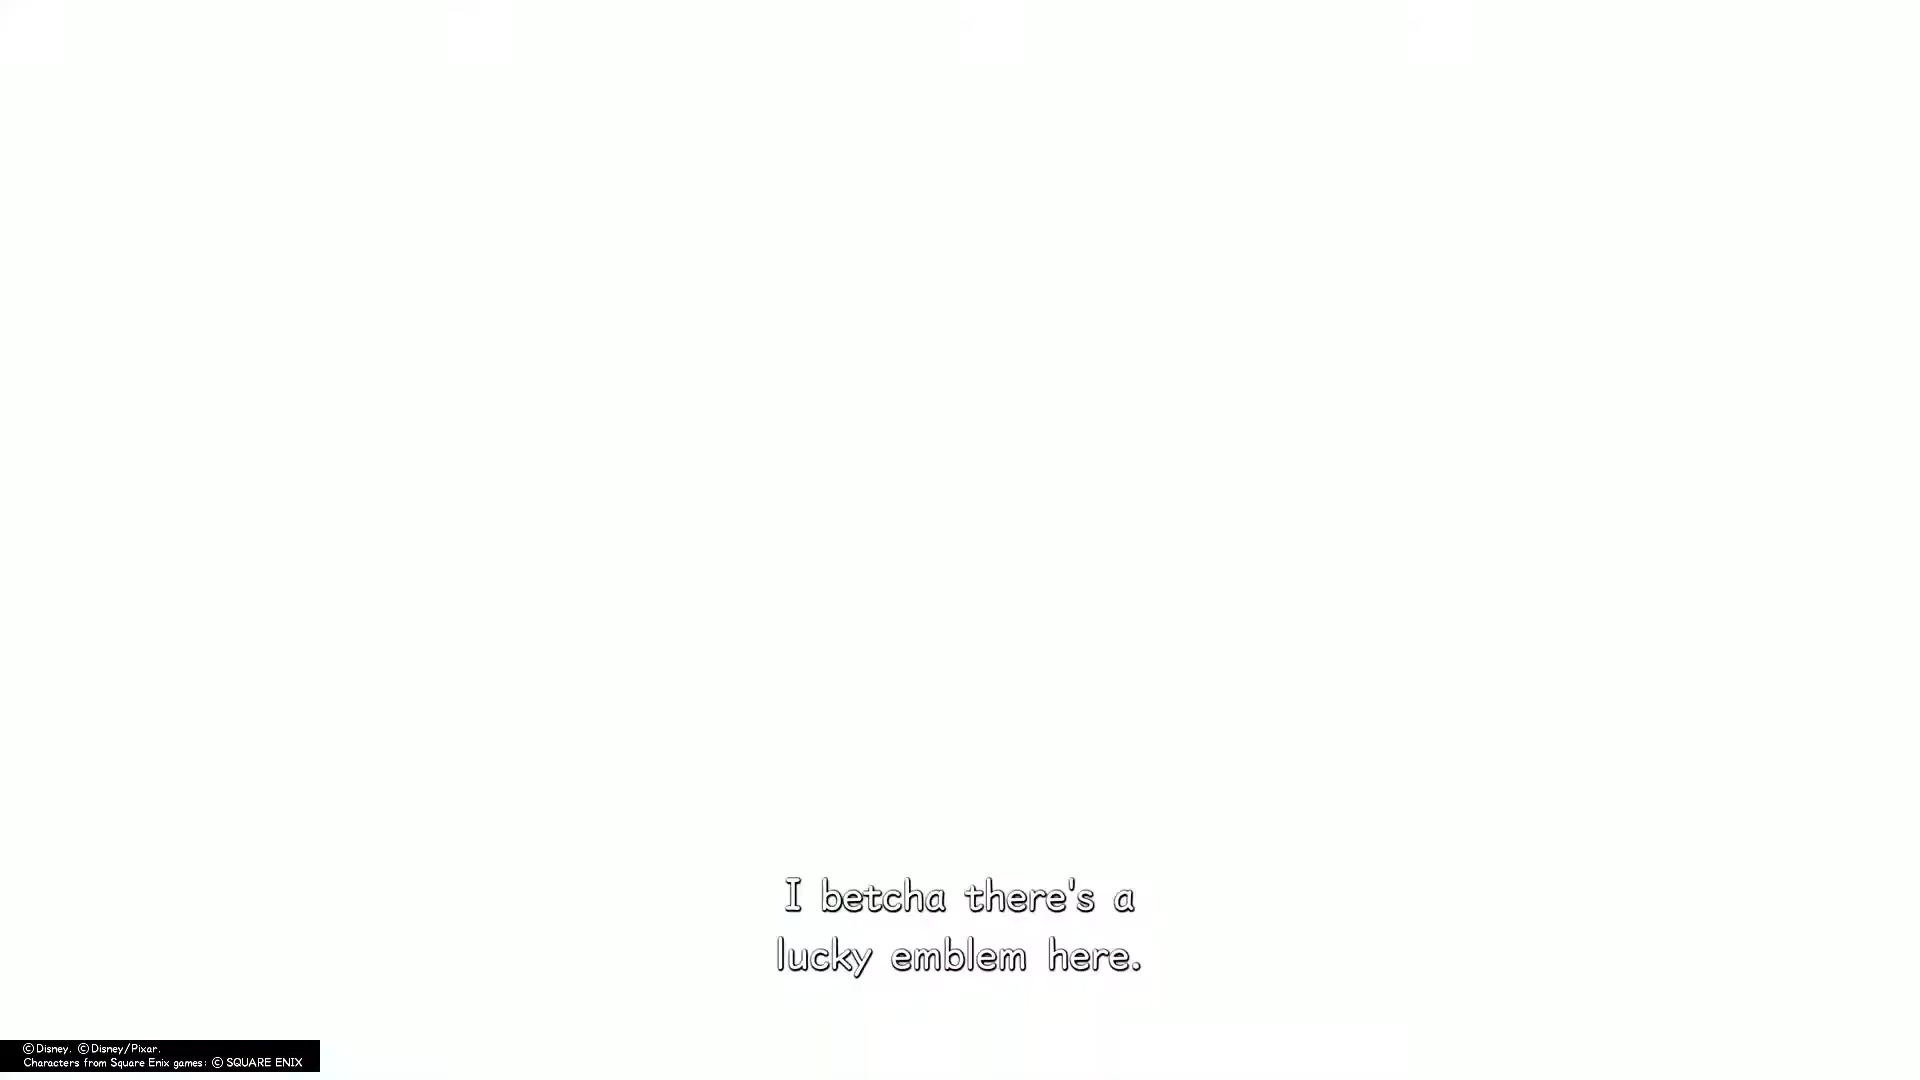 I betcha there's a
lucky emblem here.
©Disney. ©Disney/Pixar.
Characters from Square Enix games: © SQUARE ENIX